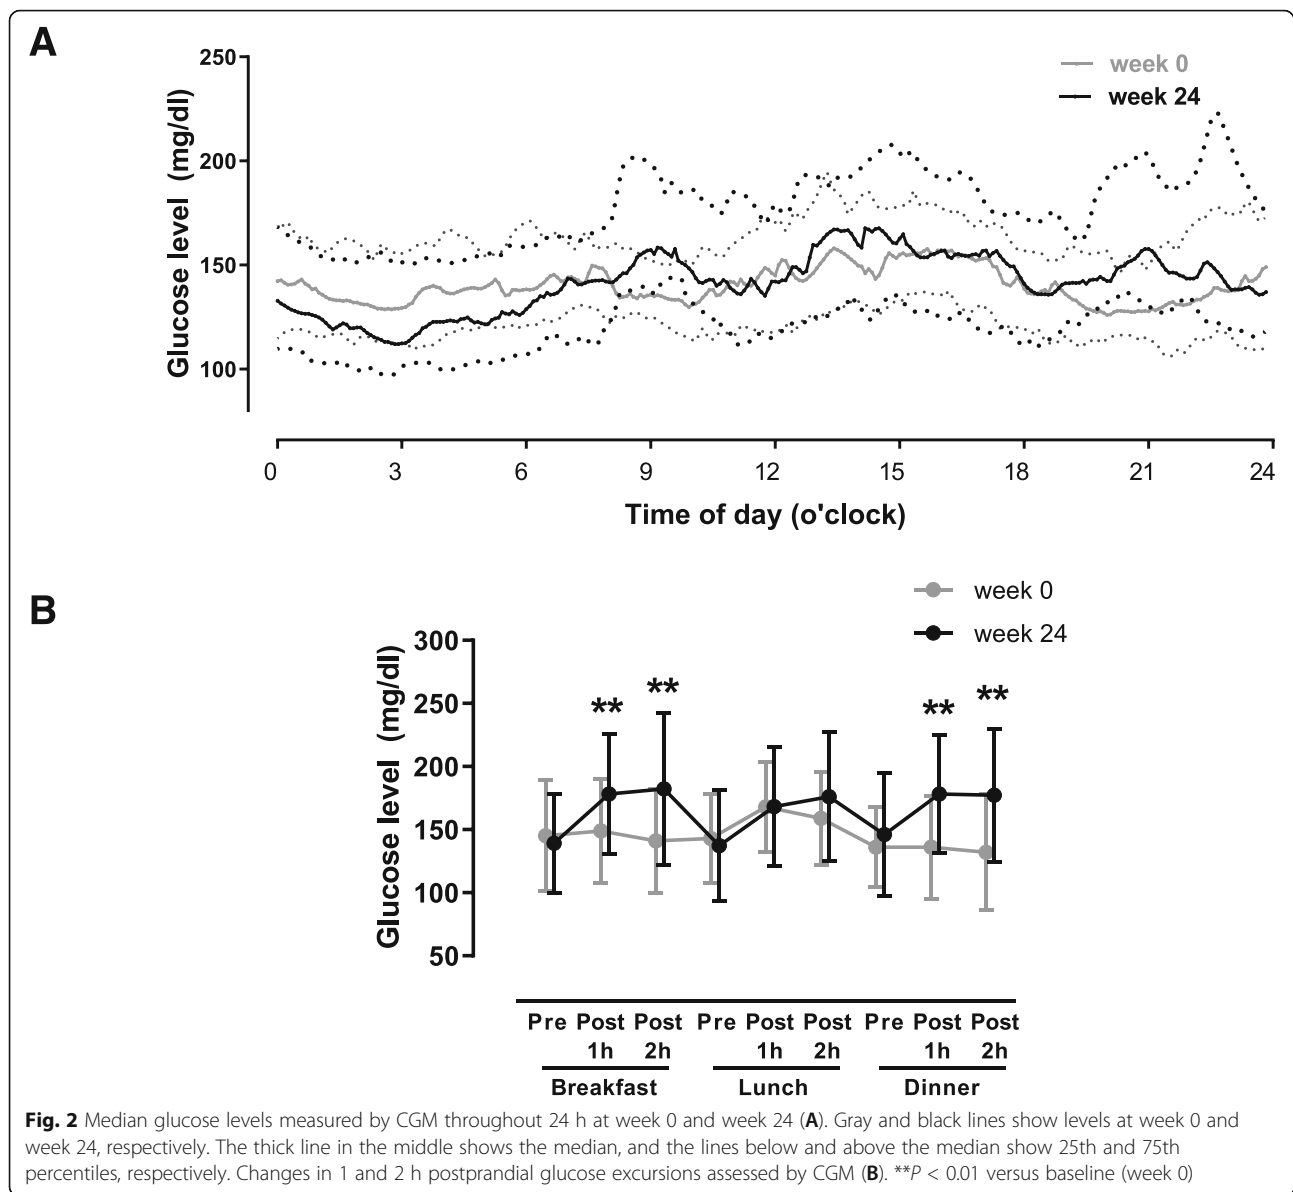 A
250
200
150
100
Glucose level (mg/dl)
week 0
week 24
0 3 6 9 12 15 18 21 24
Time of day (o'clock)
B
week 0
week 24
300
250
200
150
100
50
Glucose level (mg/dl)
** ** ** **
Pre Post Post Pre Post Post Pre Post Post
1h 2h 1h 2h 1h 2h
Breakfast Lunch Dinner
Fig. 2 Median glucose levels measured by CGM throughout 24 h at week 0 and week 24 (A). Gray and black lines show levels at week 0 and
week 24, respectively. The thick line in the middle shows the median, and the lines below and above the median show 25th and 75th
percentiles, respectively. Changes in 1 and 2 h postprandial glucose excursions assessed by CGM (B). **P < 0.01 versus baseline (week 0)